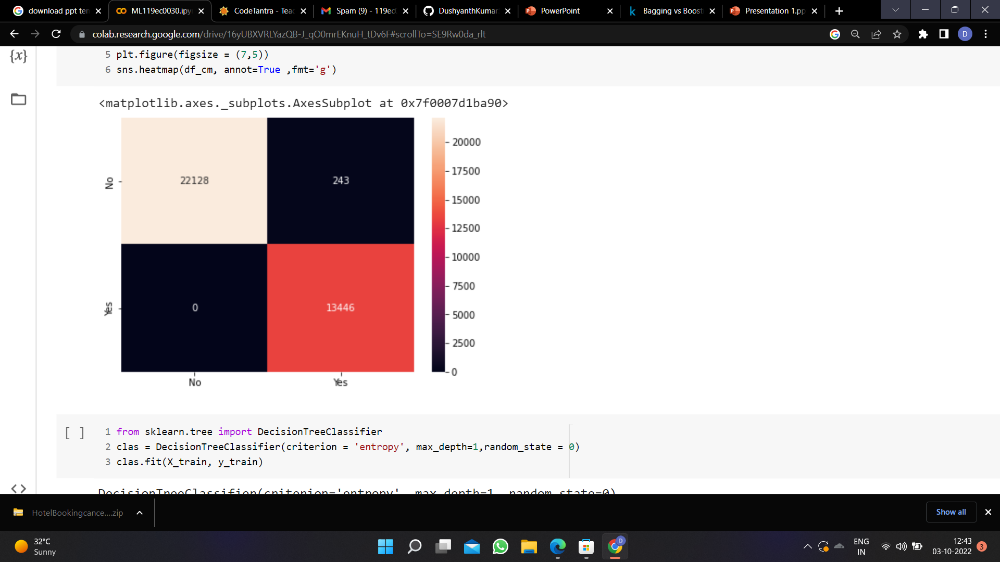 download ppt ten
ML119ec0030.ipy
CodeTantra - Teac
Spam (9) - 119ec
DushyanthKumar
PowerPoint
Bagging vs Boost
Presentation 1.pp
colab.research.google.com/drive/16yUBXVRLYazQB-J_qO0mrEKnuH_tDv6F#scrollTo=SE9Rw0da_rlt
D
{x}
5 plt.figure(figsize = (7,5))
6 sns.heatmap(df_cm, annot=True ,fmt='g')
<matplotlib.axes._subplots.AxesSubplot at 0x7f0007d1ba90>
No
22128
243
Yes
0
13446
No
Yes
20000
17500
15000
12500
10000
7500
5000
2500
0
[ ]
1 from sklearn.tree import DecisionTreeClassifier
2 clas = DecisionTreeClassifier(criterion = 'entropy', max_depth=1,random_state = 0)
3 clas.fit(X_train, y_train)
DecisionTreeClassifier(criterion='entropy', max_depth=1, random_state=0)
HotelBookingcance....zip
Show all
32°C
Sunny
D
ENG
IN
12:43
03-10-2022
3